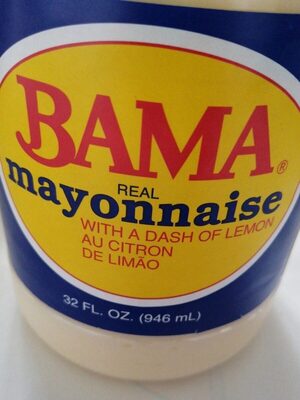 BAMA®
REAL
mayonnaise
WITH A DASH OF LEMON
AU CITRON
DE LIMÃO
32 FL. OZ. (946 mL)